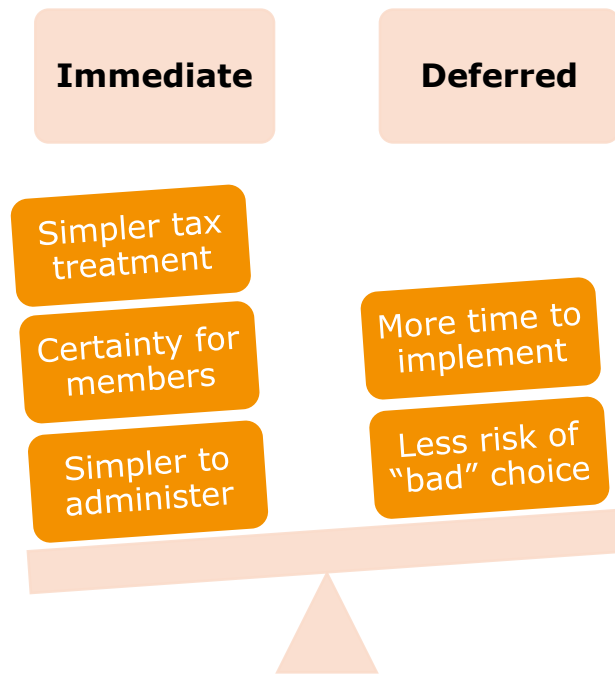 Immediate
Deferred
Simpler tax
treatment
Certainty for
members
Simpler to
administer
More time to
implement
Less risk of
“bad” choice